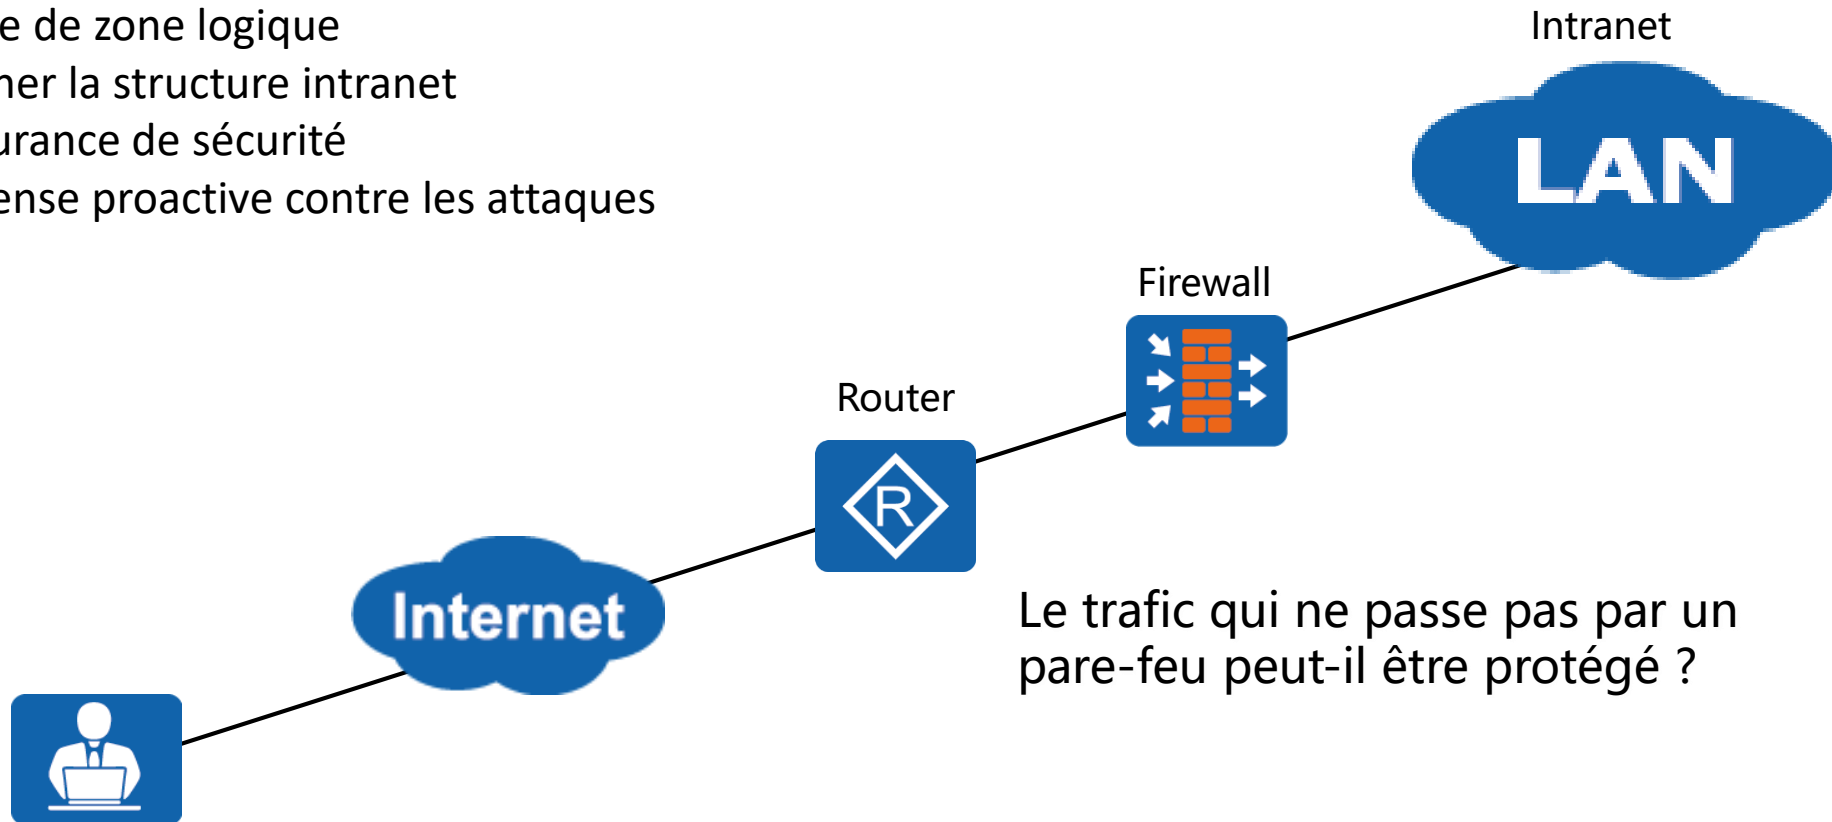 e de zone logique
ner la structure intranet
urance de sécurité
ense proactive contre les attaques
Intranet
LAN
Firewall
Router
R
Internet
Le trafic qui ne passe pas par un
pare-feu peut-il être protégé ?